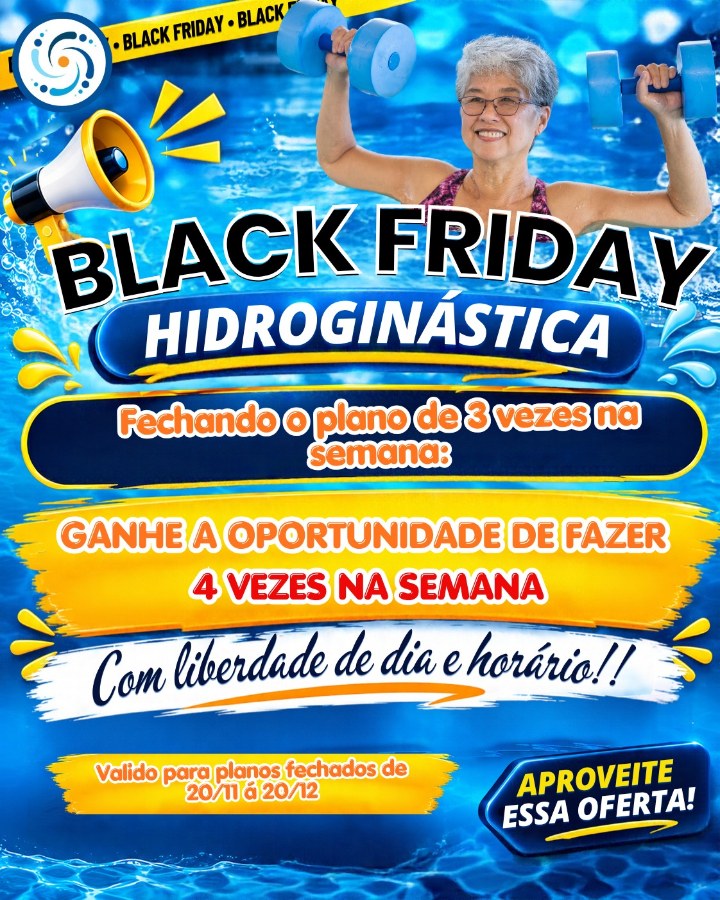 • BLACK FRIDAY • BLACK FRIDAY
BLACK FRIDAY
HIDROGINÁSTICA
Fechando o plano de 3 vezes na
semana:
GANHE A OPORTUNIDADE DE FAZER
4 VEZES NA SEMANA
Com liberdade de dia e horário!!
Valido para planos fechados de
20/11 á 20/12
APROVEITE
ESSA OFERTA!